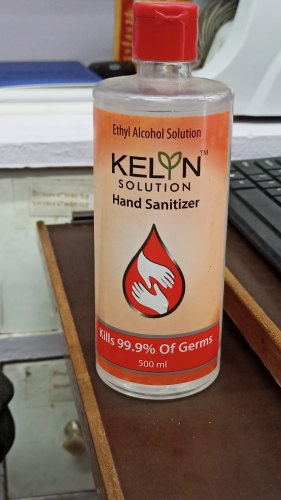 Ethyl Alcohol Solution
KELYN™
SOLUTION
Hand Sanitizer
Kills 99.9% Of Germs
500 ml